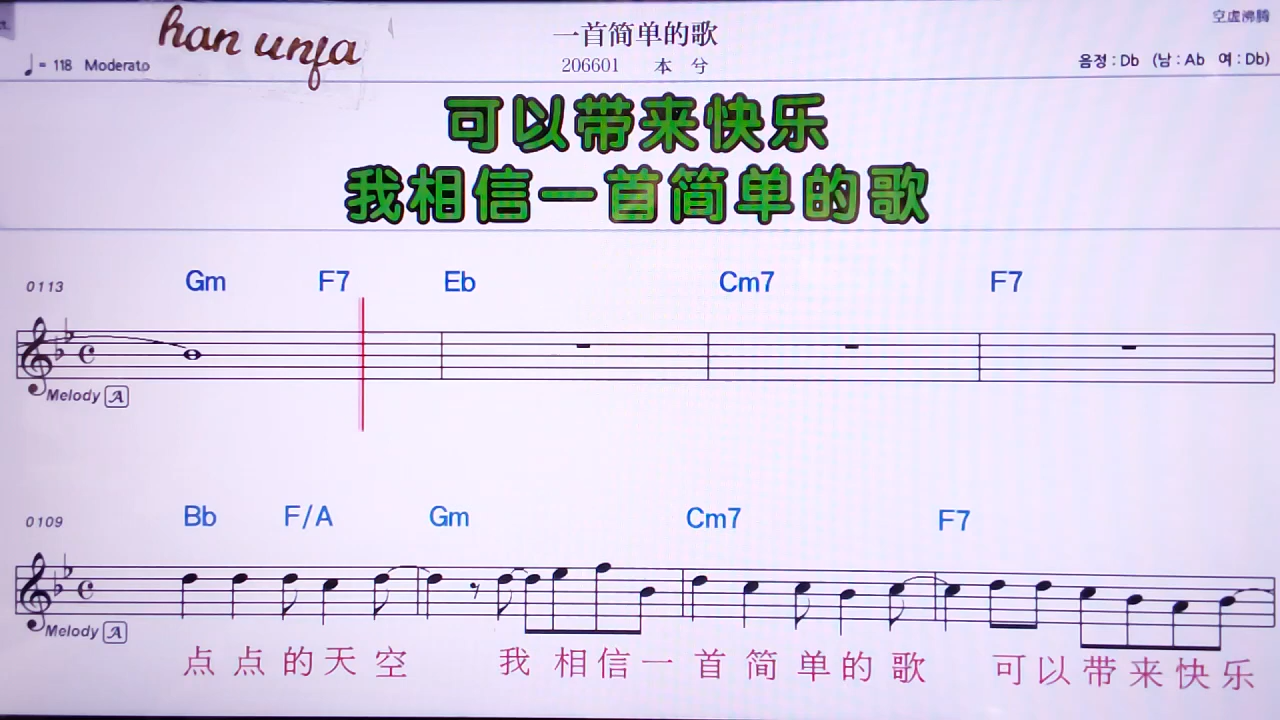 han unfa
一首简单的歌
空虚沸腾
♩= 118 Moderato
206601 本 兮
음정 : Db (남 : Ab 여 : Db)
可以带来快乐
我相信一首简单的歌
0113
Gm F7 Eb Cm7 F7
Melody A
0109
Bb F/A Gm Cm7 F7
Melody A
点 点 的 天 空 我 相 信 一 首 简 单 的 歌 可 以 带 来 快 乐